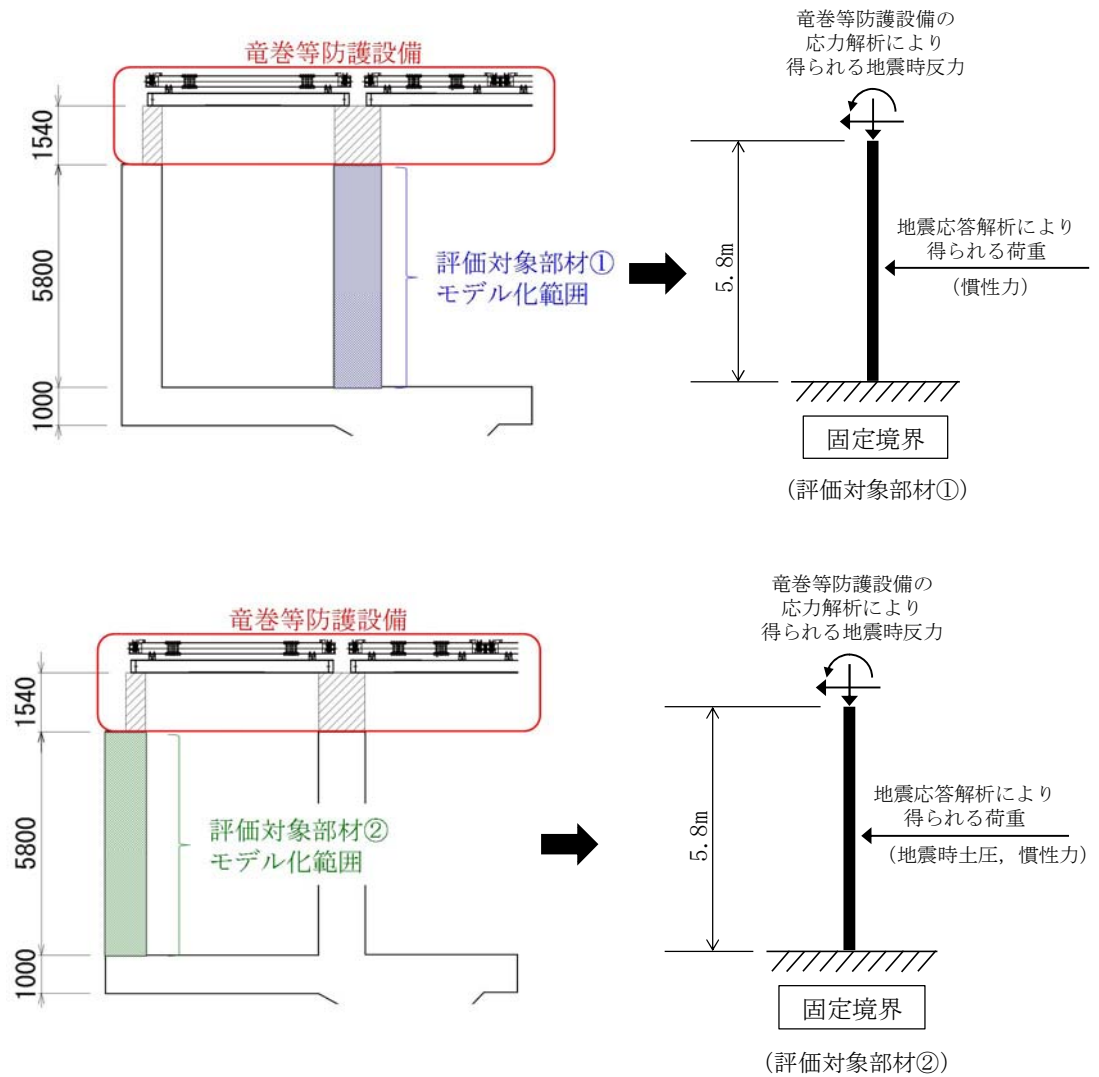 竜巻等防護設備
1540
5800
1000
評価対象部材①
モデル化範囲
竜巻等防護設備の
応力解析により
得られる地震時反力
5.8m
地震応答解析により
得られる荷重
(慣性力)
固定境界
(評価対象部材①)
竜巻等防護設備
1540
5800
1000
評価対象部材②
モデル化範囲
竜巻等防護設備の
応力解析により
得られる地震時反力
5.8m
地震応答解析により
得られる荷重
(地震時土圧，慣性力)
固定境界
(評価対象部材②)